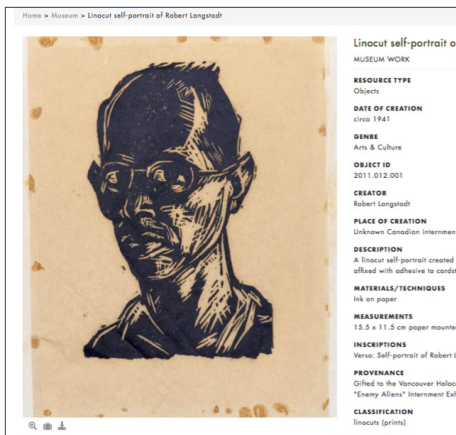 Home > Museum > Linocut self-portrait of Robert Langstadt
Linocut self-portrait o
MUSEUM WORK
RESOURCE TYPE
Objects
DATE OF CREATION
circa 1941
GENRE
Arts & Culture
OBJECT ID
2011.012.001
CREATOR
Robert Langstadt
PLACE OF CREATION
Unknown Canadian internment
DESCRIPTION
A linocut self-portrait created
affixed with adhesive to cardst
MATERIALS/TECHNIQUES
Ink on paper
MEASUREMENTS
15.5 x 11.5 cm paper mounte
INSCRIPTIONS
Verso: Self-portrait of Robert L
PROVENANCE
Gifted to the Vancouver Holoc
"Enemy Aliens" Internment Exh
CLASSIFICATION
linocuts (prints)